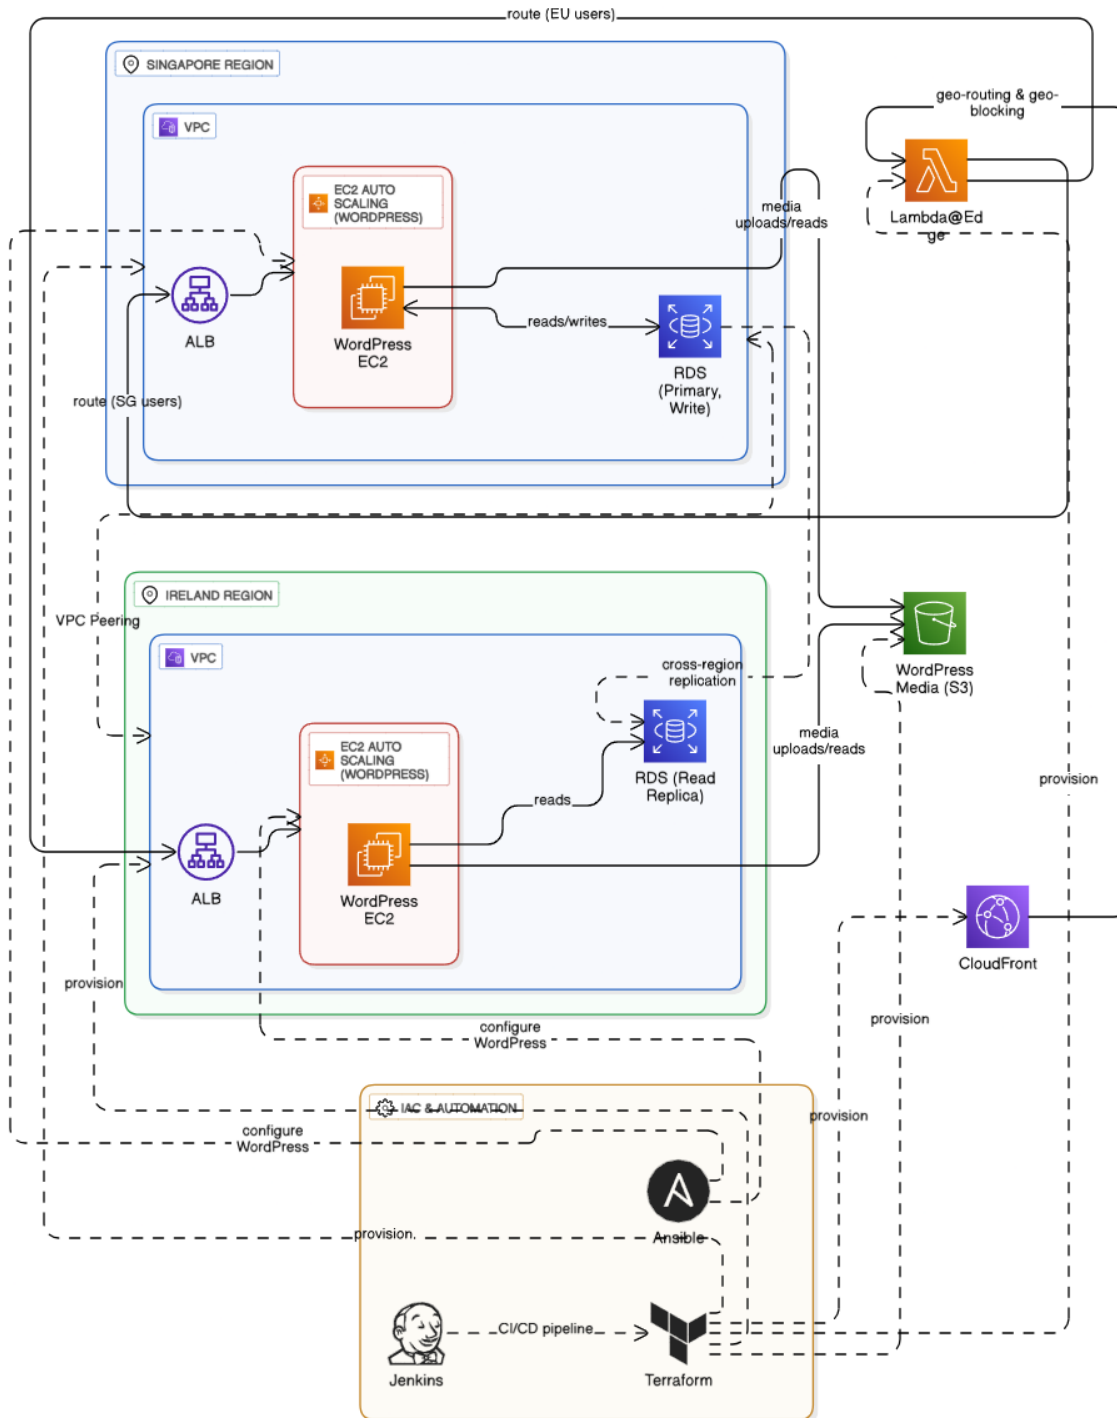 route (EU users)
SINGAPORE REGION
geo-routing & geo-
blocking
VPC
EC2 AUTO
SCALING
(WORDPRESS)
media
uploads/reads
Lambda@Ed
ge
ALB
WordPress
EC2
reads/writes
RDS
(Primary,
Write)
route (SG users)
IRELAND REGION
VPC Peering
VPC
cross-region
replication
WordPress
Media (S3)
EC2 AUTO
SCALING
(WORDPRESS)
media
uploads/reads
RDS (Read
Replica)
reads
provision
ALB
WordPress
EC2
CloudFront
provision
provision
configure
WordPress
IAC & AUTOMATION
provision
configure
WordPress
Ansible
provision.
CI/CD pipeline
Jenkins
Terraform